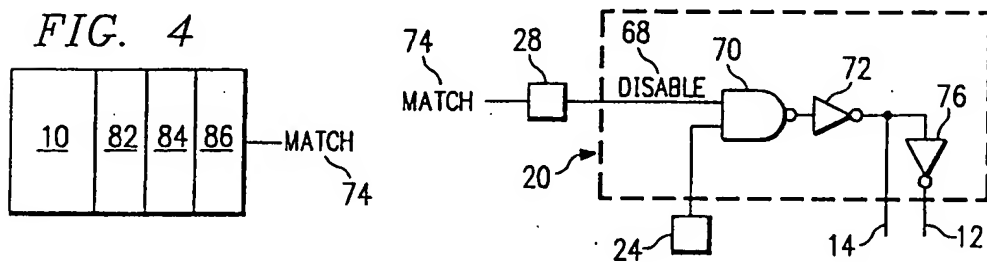 FIG. 4
10 82 84 86 MATCH
74
74 28 68 70 72 76
MATCH DISABLE
20
24 14 12